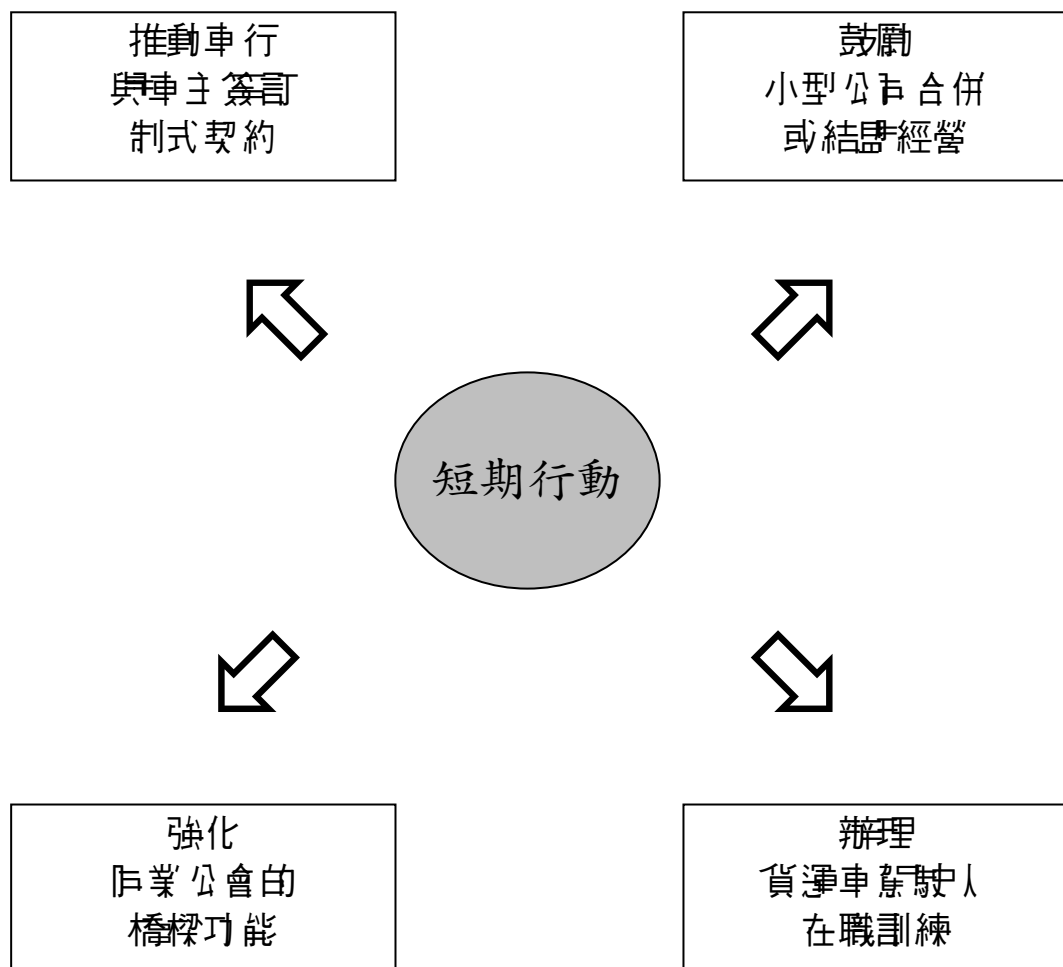 推動車行
與車主簽訂
制式契約
鼓勵
小型公司合併
或結盟經營
短期行動
強化
同業公會的
橋樑功能
辦理
貨運車駕駛人
在職訓練